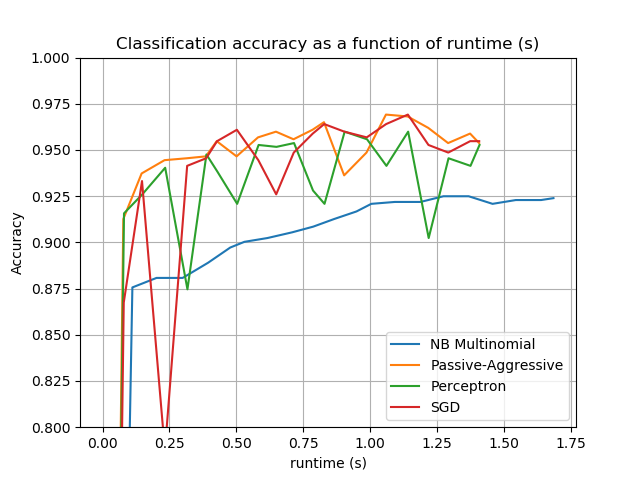 Classification accuracy as a function of runtime (s)
1.000
0.975
0.950
0.925
0.900
0.875
0.850
0.825
0.800
Accuracy
NB Multinomial
Passive-Aggressive
Perceptron
SGD
0.00 0.25 0.50 0.75 1.00 1.25 1.50 1.75
runtime (s)